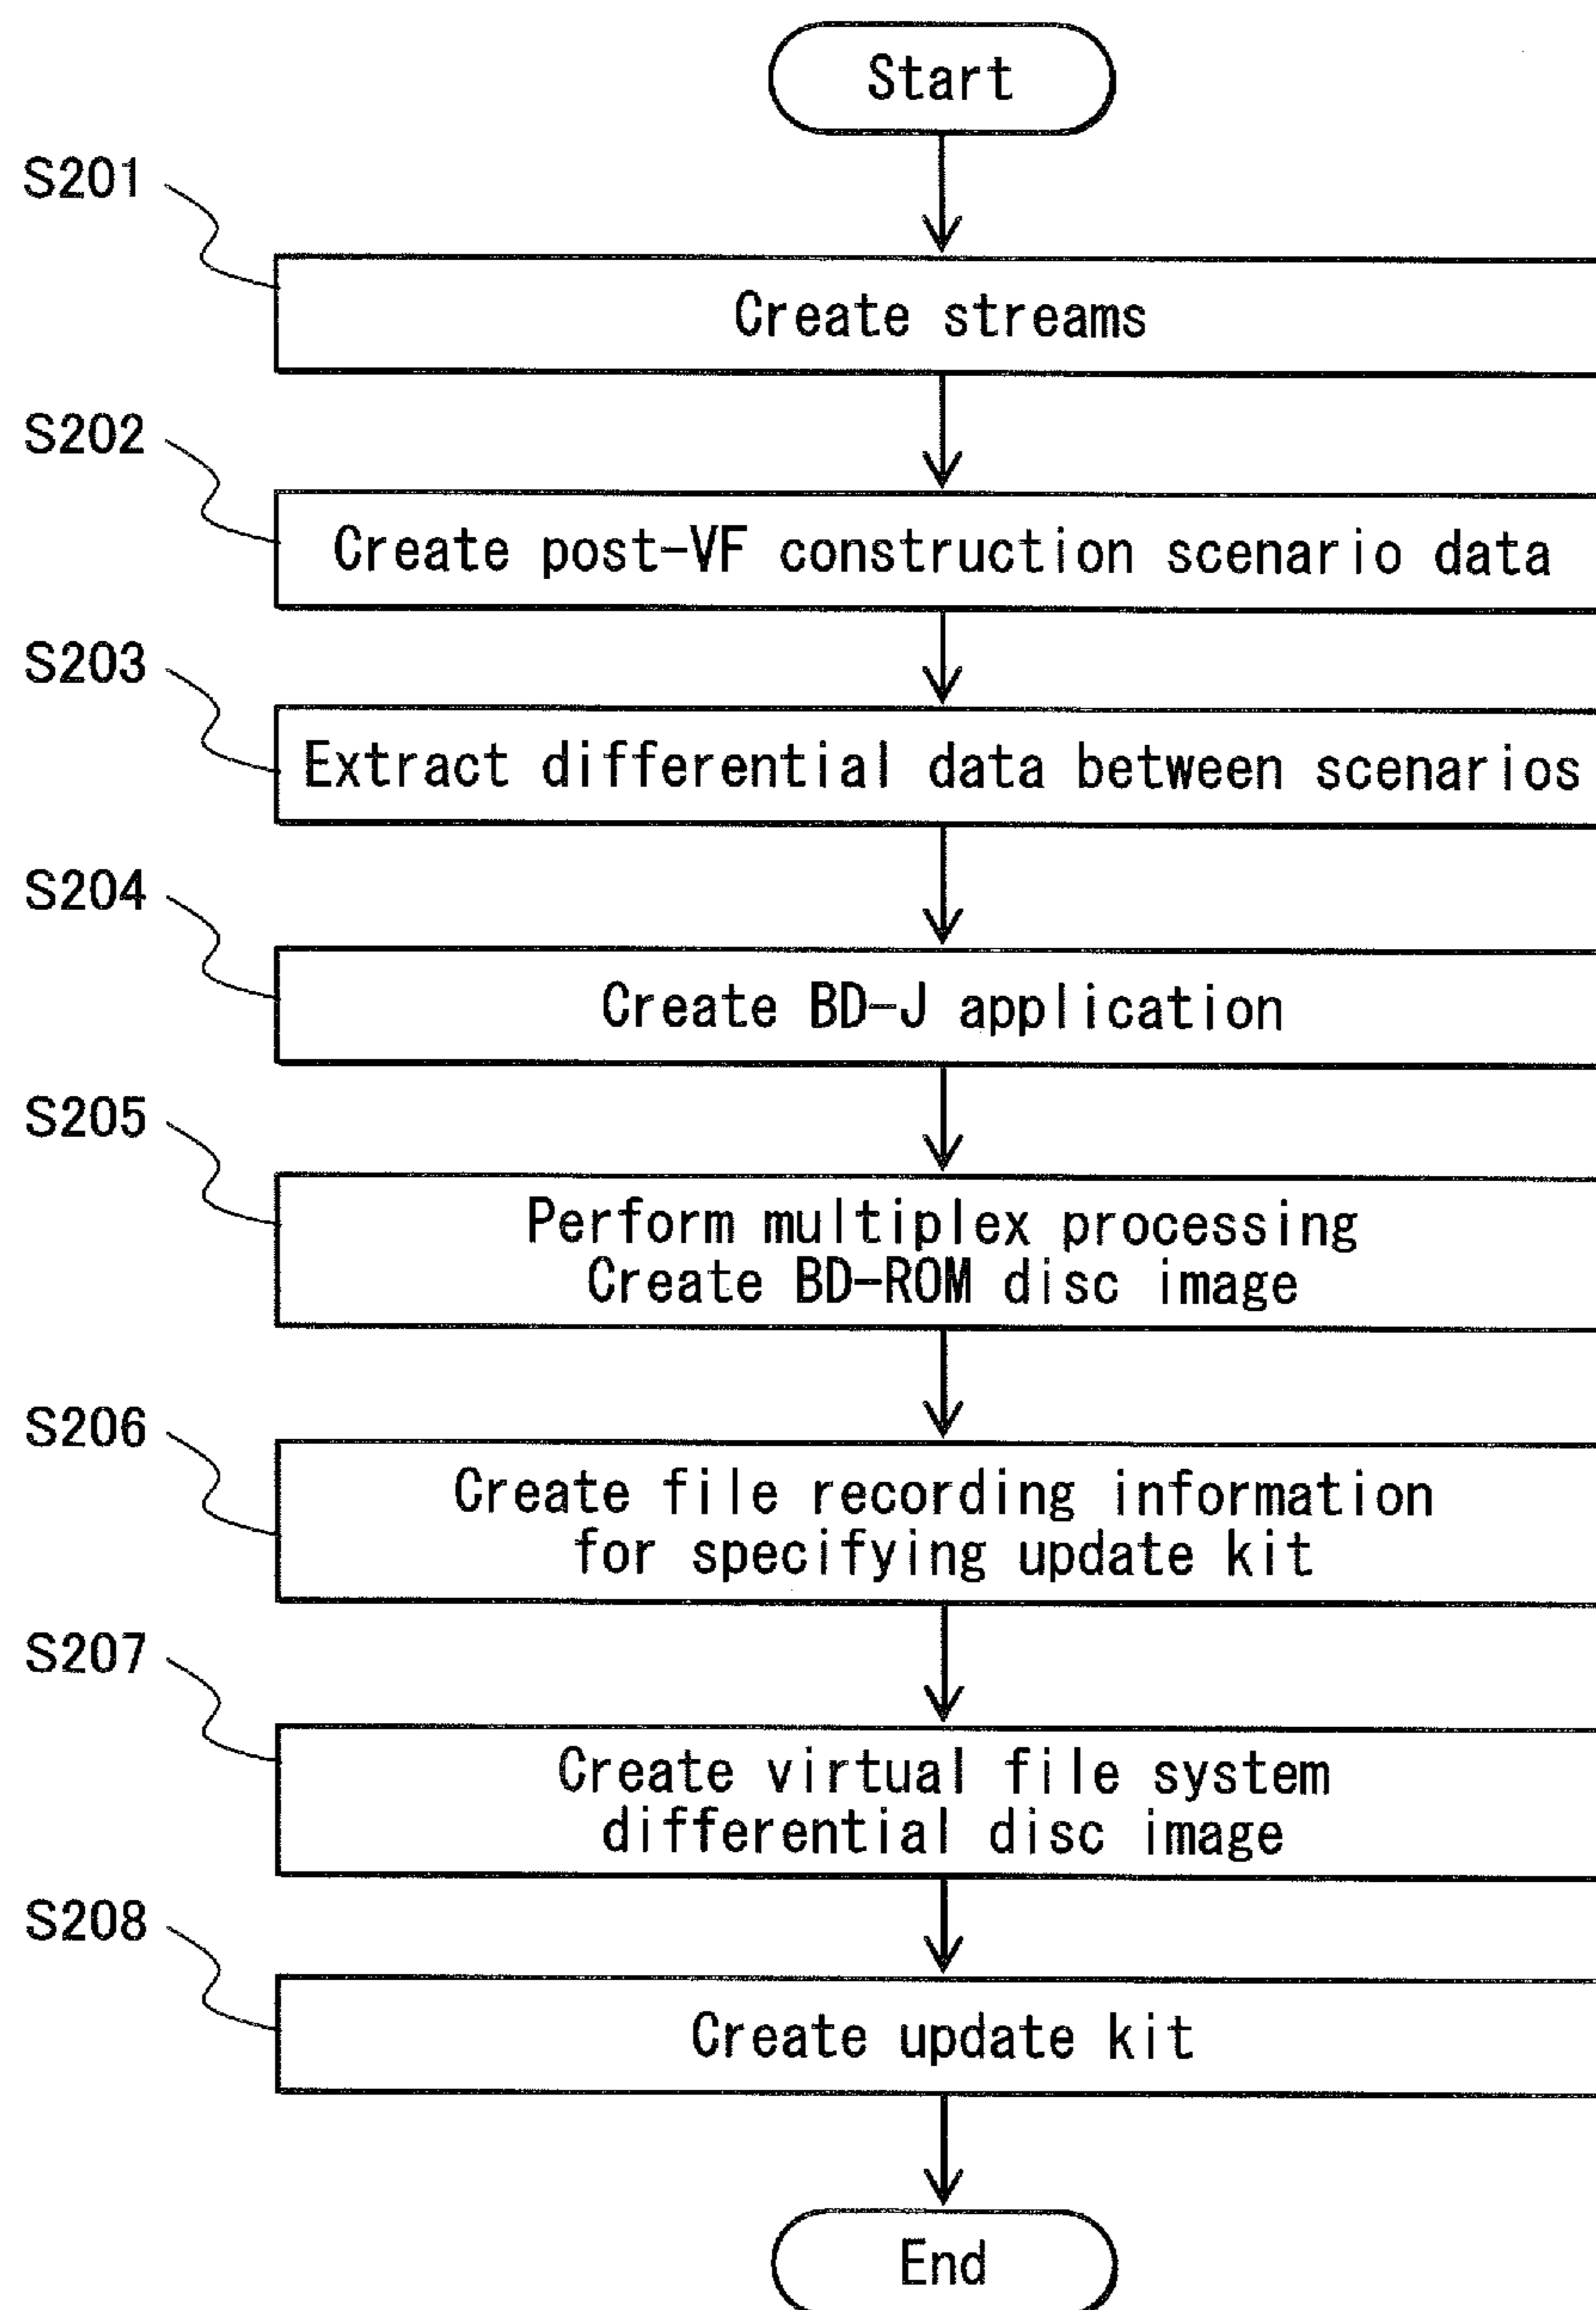 Start
S201
Create streams
S202
Create post-VF construction scenario data
S203
Extract differential data between scenarios
S204
Create BD-J application
S205
Perform multiplex processing
Create BD-ROM disc image
S206
Create file recording information
for specifying update kit
S207
Create virtual file system
differential disc image
S208
Create update kit
End